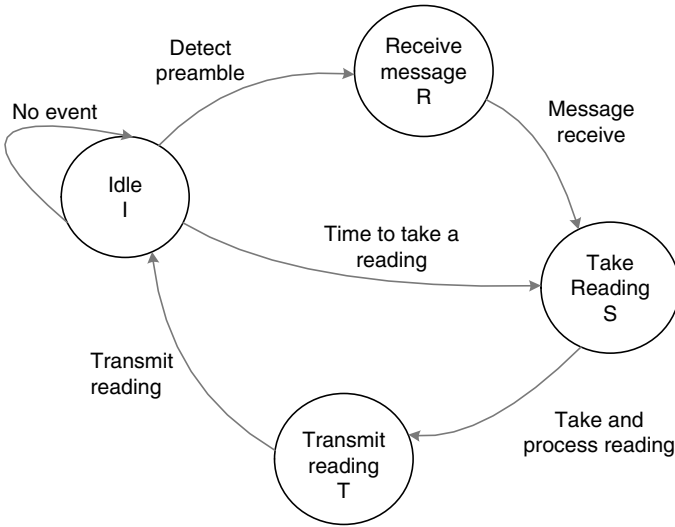 Detect
preamble
Receive
message
R
No event
Message
receive
Idle
I
Time to take a
reading
Take
Reading
S
Transmit
reading
Transmit
reading
T
Take and
process reading